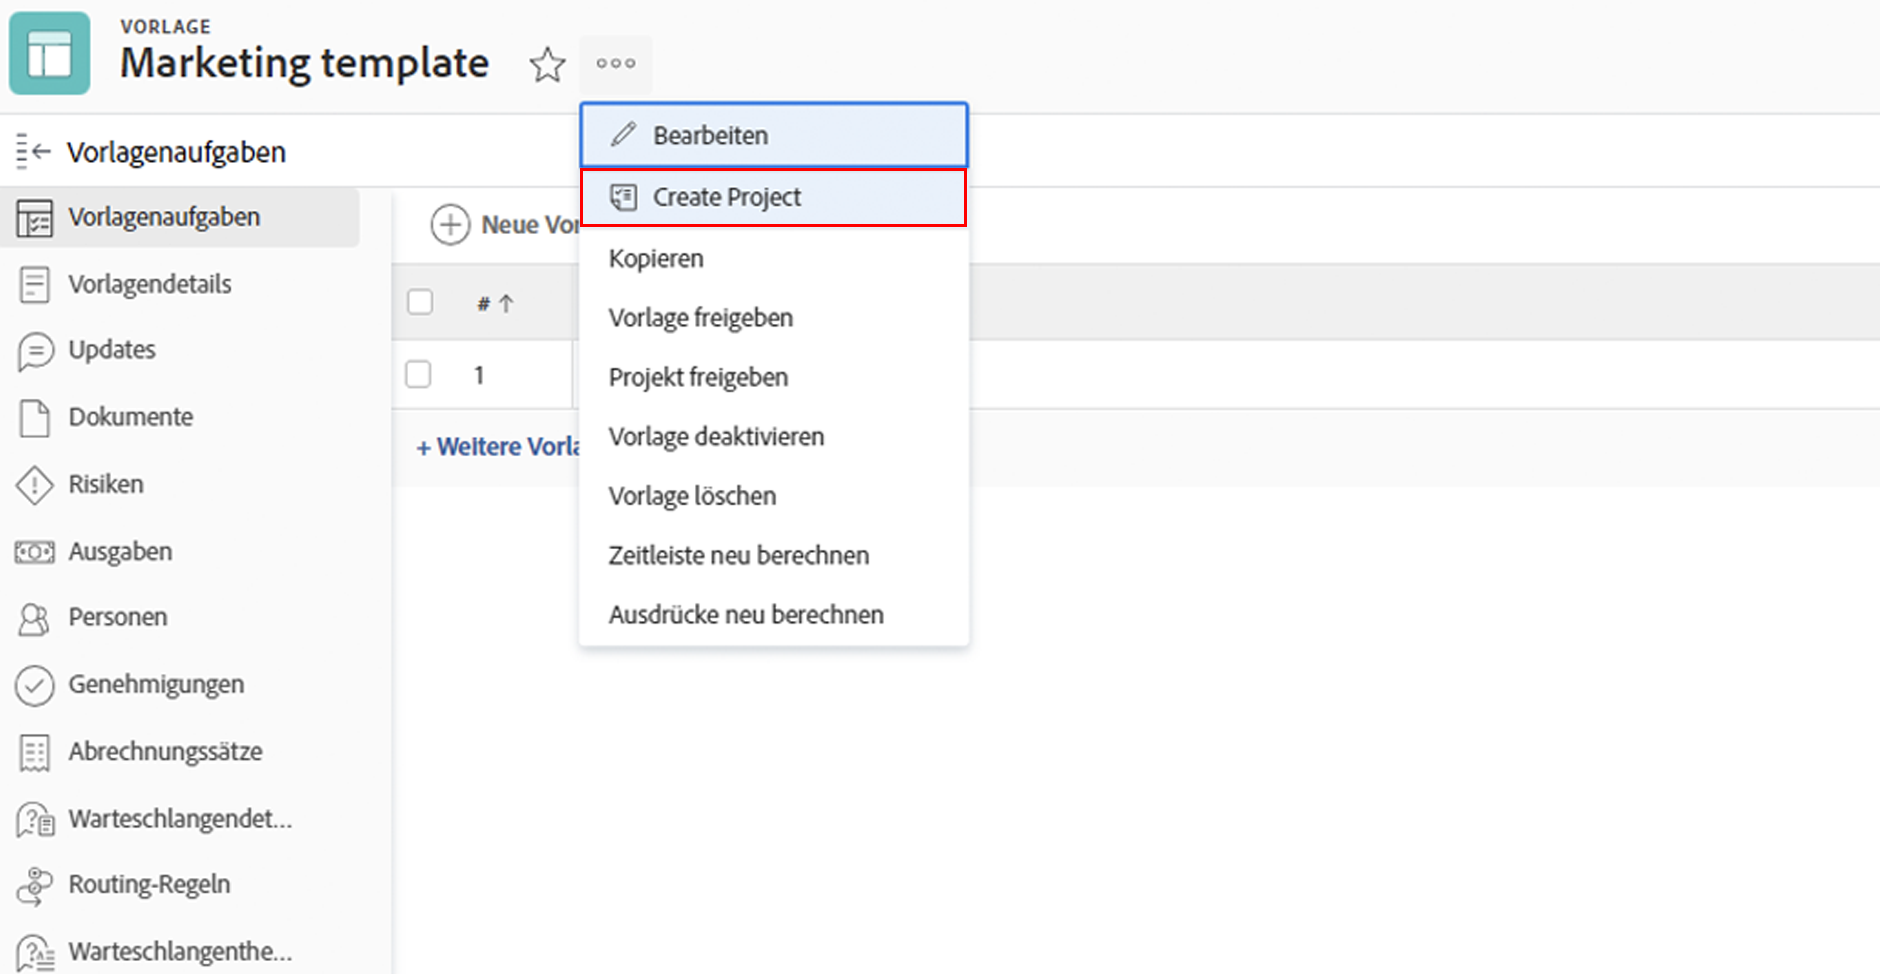 VORLAGE
Marketing template
Vorlagenaufgaben
Vorlagenaufgaben
Vorlagendetails
Updates
Dokumente
Risiken
Ausgaben
Personen
Genehmigungen
Abrechnungssätze
Warteschlangendet...
Routing-Regeln
Warteschlangenthe...
Bearbeiten
Create Project
Kopieren
Vorlage freigeben
Projekt freigeben
Vorlage deaktivieren
Vorlage löschen
Zeitleiste neu berechnen
Ausdrücke neu berechnen
Neue Vor
# ↑
1
+ Weitere Vorla